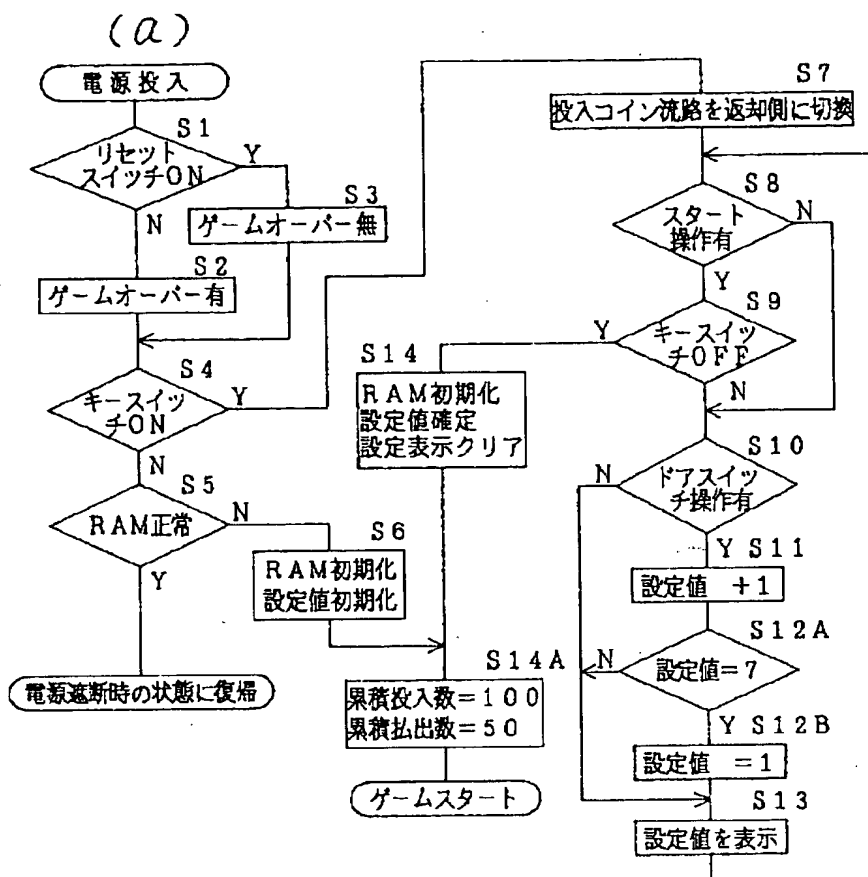 (a)
電源投入
S1
リセット
スイッチON
Y
N
S3
ゲームオーバー無
S2
ゲームオーバー有
S4
キースイッ
チON
Y
N
S5
RAM正常
N
Y
S6
RAM初期化
設定値初期化
電源遮断時の状態に復帰
S7
投入コイン流路を返却側に切換
S8
スタート
操作有
N
Y
S9
キースイッ
チOFF
Y
N
S14
RAM初期化
設定値確定
設定表示クリア
S10
ドアスイッ
チ操作有
N
Y S11
設定値 +1
S12A
設定値=7
N
Y S12B
設定値 =1
S13
設定値を表示
S14A
累積投入数=100
累積払出数=50
ゲームスタート